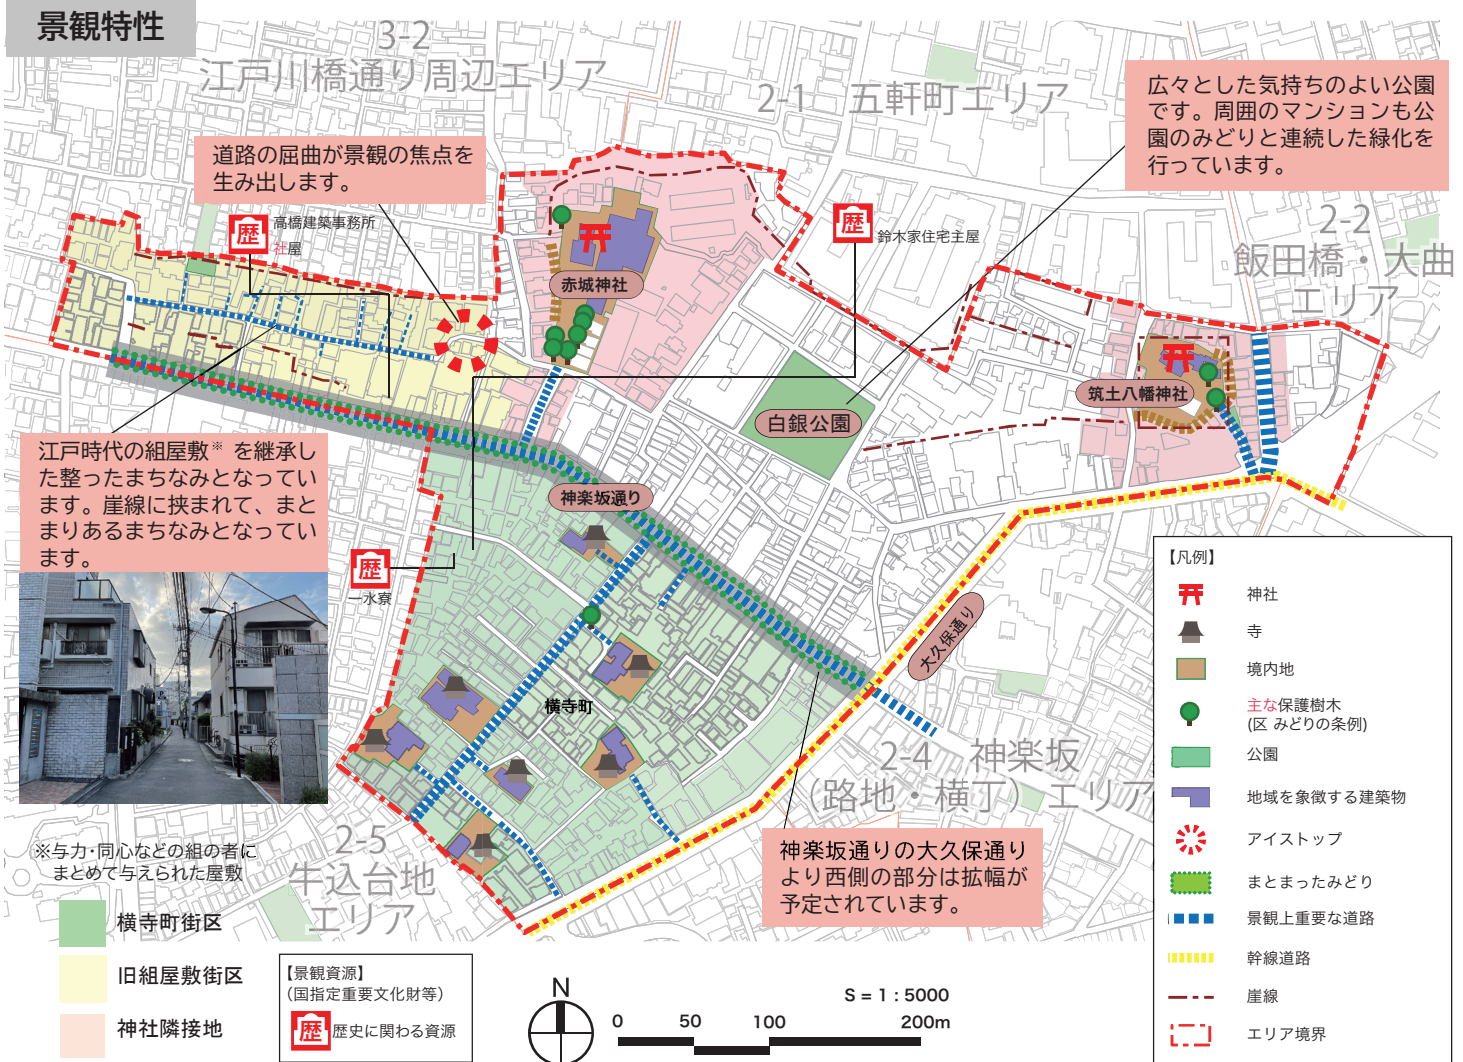 景観特性
3-2
江戸川橋通り周辺エリア
2-1 五軒町エリア
広々とした気持ちのよい公園
です。周囲のマンションも公
園のみどりと連続した緑化を
行っています。
道路の屈曲が景観の焦点を
生み出します。
歴
高橋建築事務所
社屋
歴
鈴木家住宅主屋
2-2
飯田橋・大曲
エリア
赤城神社
筑土八幡神社
白銀公園
江戸時代の組屋敷※ を継承し
た整ったまちなみとなってい
ます。崖線に挟まれて、まと
まりあるまちなみとなってい
ます。
神楽坂通り
歴
一水寮
大久保通り
横寺町
2-4 神楽坂
（路地・横丁）エリア
2-5
牛込台地
エリア
神楽坂通りの大久保通り
より西側の部分は拡幅が
予定されています。
※与力・同心などの組の者に
まとめて与えられた屋敷
横寺町街区
旧組屋敷街区
神社隣接地
【景観資源】
（国指定重要文化財等）
歴
歴史に関わる資源
N
S = 1 : 5000
0 50 100 200m
【凡例】
神社
寺
境内地
主な保護樹木
(区 みどりの条例)
公園
地域を象徴する建築物
アイストップ
まとまったみどり
景観上重要な道路
幹線道路
崖線
エリア境界